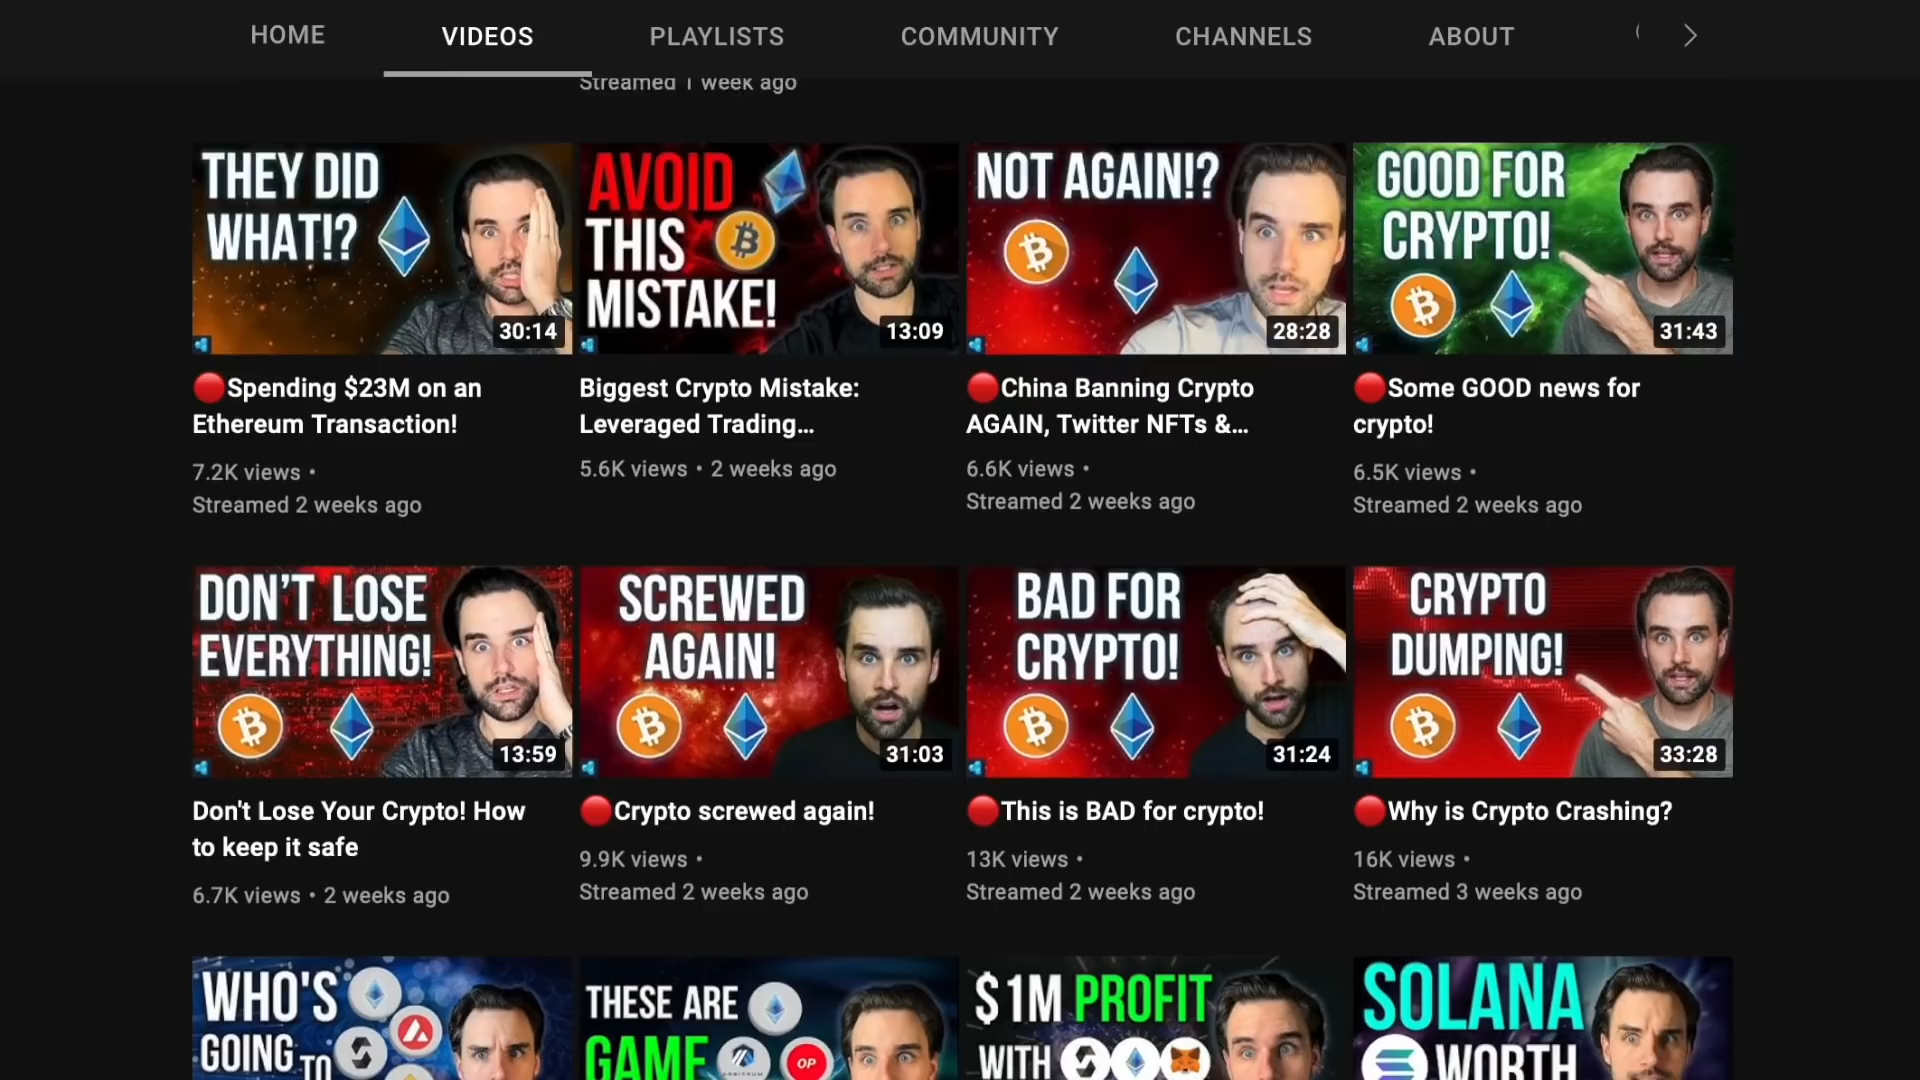 HOME
VIDEOS
PLAYLISTS
COMMUNITY
CHANNELS
ABOUT
Streamed 1 week ago
THEY DID
WHAT!?
30:14
AVOID
THIS
MISTAKE!
13:09
NOT AGAIN!?
28:28
GOOD FOR
CRYPTO!
31:43
Spending $23M on an
Ethereum Transaction!
7.2K views •
Streamed 2 weeks ago
Biggest Crypto Mistake:
Leveraged Trading...
5.6K views • 2 weeks ago
China Banning Crypto
AGAIN, Twitter NFTs &...
6.6K views •
Streamed 2 weeks ago
Some GOOD news for
crypto!
6.5K views •
Streamed 2 weeks ago
DON'T LOSE
EVERYTHING!
13:59
SCREWED
AGAIN!
31:03
BAD FOR
CRYPTO!
31:24
CRYPTO
DUMPING!
33:28
Don't Lose Your Crypto! How
to keep it safe
6.7K views • 2 weeks ago
Crypto screwed again!
9.9K views •
Streamed 2 weeks ago
This is BAD for crypto!
13K views •
Streamed 2 weeks ago
Why is Crypto Crashing?
16K views •
Streamed 3 weeks ago
WHO'S
GOING
TO
THESE ARE
GAME
ARBITRUM
OP
$1M PROFIT
WITH
SOLANA
WORTH